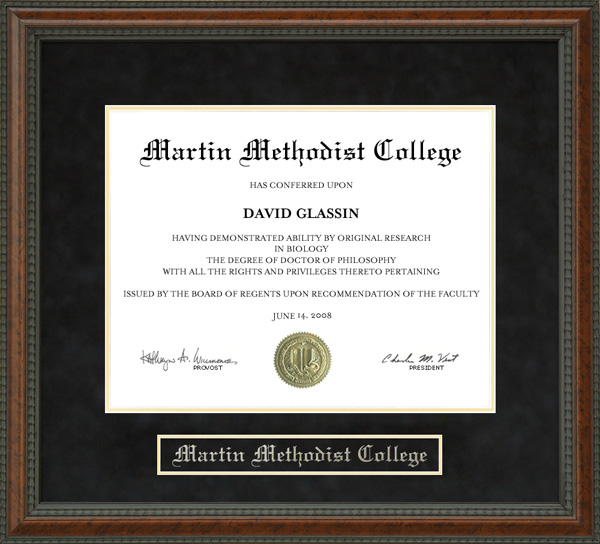 Martin Methodist College
HAS CONFERRED UPON
DAVID GLASSIN
HAVING DEMONSTRATED ABILITY BY ORIGINAL RESEARCH
IN BIOLOGY
THE DEGREE OF DOCTOR OF PHILOSOPHY
WITH ALL THE RIGHTS AND PRIVILEGES THERETO PERTAINING
ISSUED BY THE BOARD OF REGENTS UPON RECOMMENDATION OF THE FACULTY
JUNE 14, 2008
Charles M. Vest
PROVOST
PRESIDENT
Martin Methodist College